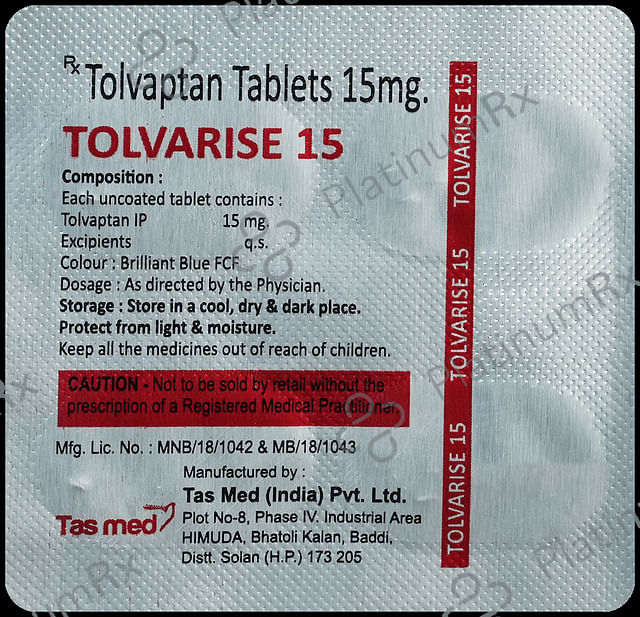 Rx Tolvaptan Tablets 15mg.
TOLVARISE 15
Composition :
Each uncoated tablet contains :
Tolvaptan IP 15 mg.
Excipients q.s.
Colour : Brilliant Blue FCF
Dosage : As directed by the Physician.
Storage : Store in a cool, dry & dark place.
Protect from light & moisture.
Keep all the medicines out of reach of children.
CAUTION - Not to be sold by retail without the
prescription of a Registered Medical Practitioner.
Mfg. Lic. No. : MNB/18/1042 & MB/18/1043
Manufactured by :
Tas Med (India) Pvt. Ltd.
Plot No-8, Phase IV. Industrial Area
HIMUDA, Bhatoli Kalan, Baddi,
Distt. Solan (H.P.) 173 205
Tas med
TOLVARISE 15
TOLVARISE 15
TOLVARISE 15
PlatinumRx
PlatinumRx
PlatinumRx